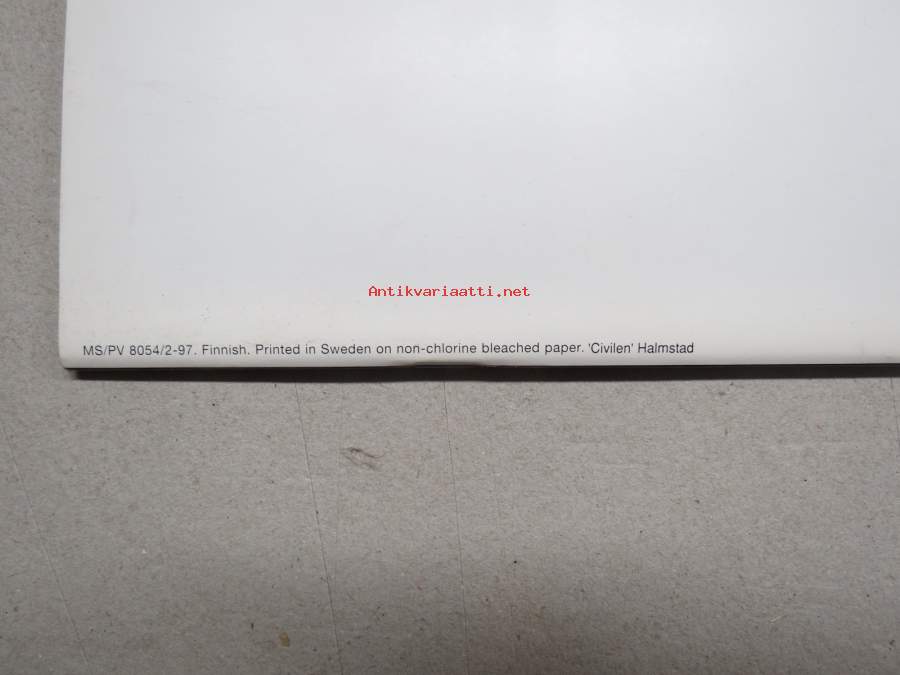 Antikvariaatti.net
MS/PV 8054/2-97. Finnish. Printed in Sweden on non-chlorine bleached paper. 'Civilen' Halmstad